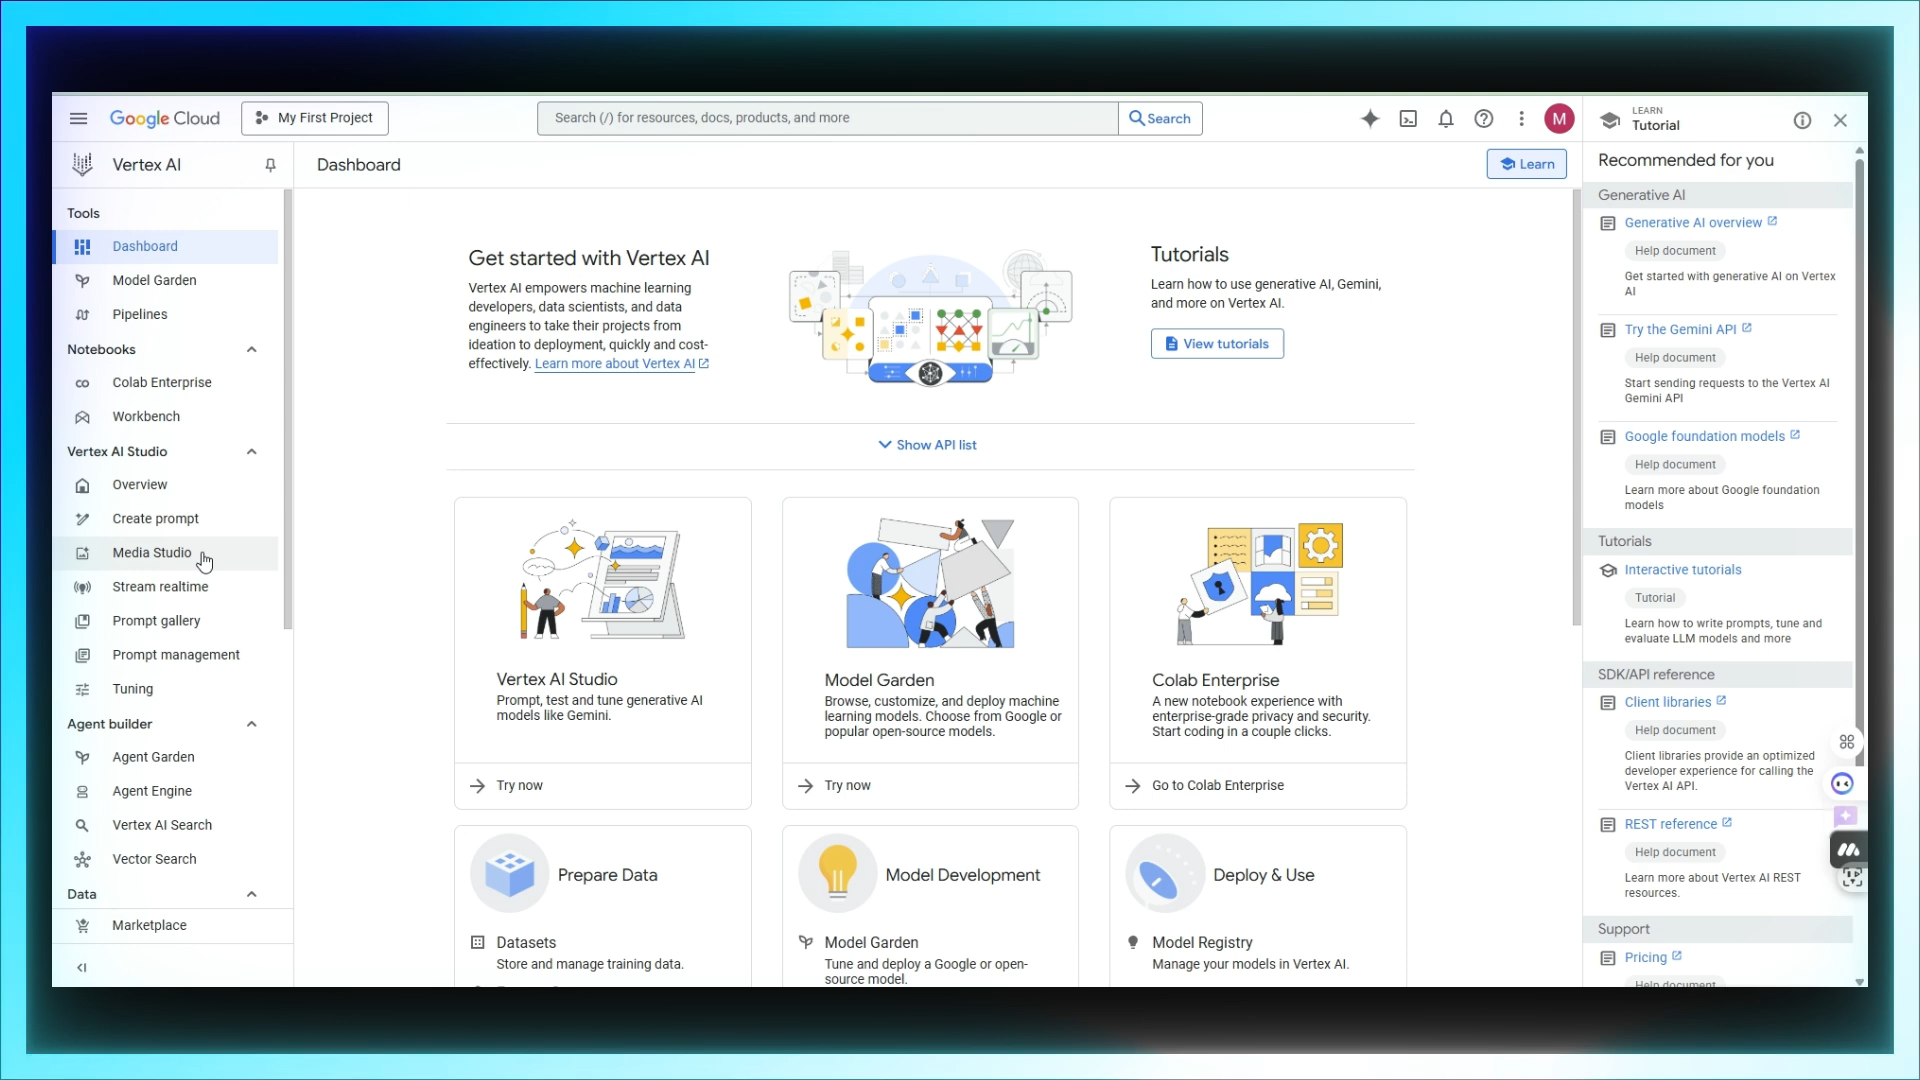 Google Cloud
My First Project
Search (/) for resources, docs, products, and more
Search
M
LEARN
Tutorial
Vertex AI
Dashboard
Learn
Recommended for you
Tools
Dashboard
Model Garden
Pipelines
Notebooks
Colab Enterprise
Workbench
Vertex AI Studio
Overview
Create prompt
Media Studio
Stream realtime
Prompt gallery
Prompt management
Tuning
Agent builder
Agent Garden
Agent Engine
Vertex AI Search
Vector Search
Data
Marketplace
Get started with Vertex AI
Vertex AI empowers machine learning
developers, data scientists, and data
engineers to take their projects from
ideation to deployment, quickly and cost-
effectively. Learn more about Vertex AI
Tutorials
Learn how to use generative AI, Gemini,
and more on Vertex AI.
View tutorials
Show API list
Vertex AI Studio
Prompt, test and tune generative AI
models like Gemini.
Try now
Model Garden
Browse, customize, and deploy machine
learning models. Choose from Google or
popular open-source models.
Try now
Colab Enterprise
A new notebook experience with
enterprise-grade privacy and security.
Start coding in a couple clicks.
Go to Colab Enterprise
Prepare Data
Datasets
Store and manage training data.
Model Development
Model Garden
Tune and deploy a Google or open-
source model.
Deploy & Use
Model Registry
Manage your models in Vertex AI.
Generative AI
Generative AI overview
Help document
Get started with generative AI on Vertex
AI
Try the Gemini API
Help document
Start sending requests to the Vertex AI
Gemini API
Google foundation models
Help document
Learn more about Google foundation
models
Tutorials
Interactive tutorials
Tutorial
Learn how to write prompts, tune and
evaluate LLM models and more
SDK/API reference
Client libraries
Help document
Client libraries provide an optimized
developer experience for calling the
Vertex AI API.
REST reference
Help document
Learn more about Vertex AI REST
resources.
Support
Pricing
Help document